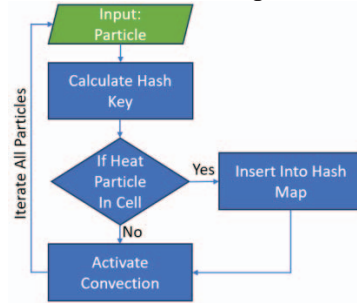 Input:
Particle
Calculate Hash
Key
If Heat
Particle
In Cell
Yes
Insert Into Hash
Map
No
Activate
Convection
Iterate All Particles